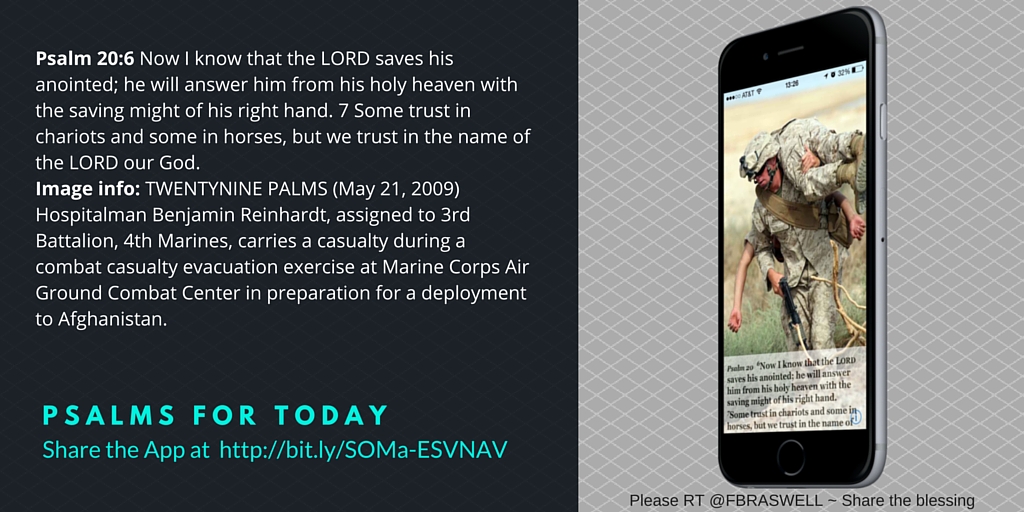 Psalm 20:6 Now I know that the LORD saves his
anointed; he will answer him from his holy heaven with
the saving might of his right hand. 7 Some trust in
chariots and some in horses, but we trust in the name of
the LORD our God.
Image info: TWENTYNINE PALMS (May 21, 2009)
Hospitalman Benjamin Reinhardt, assigned to 3rd
Battalion, 4th Marines, carries a casualty during a
combat casualty evacuation exercise at Marine Corps Air
Ground Combat Center in preparation for a deployment
to Afghanistan.
PSALMS FOR TODAY
Share the App at http://bit.ly/SOMa-ESVNAV
AT&T 13:26 32%
Psalm 20 6Now I know that the LORD
saves his anointed; he will answer
him from his holy heaven with the
saving might of his right hand.
7Some trust in chariots and some in
horses, but we trust in the name of
Please RT @FBRASWELL ~ Share the blessing